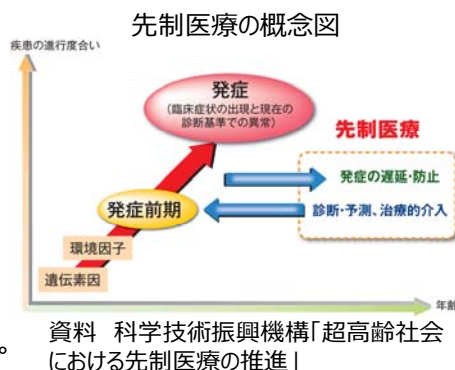 先制医療の概念図
疾患の進行度合い
発症
(臨床症状の出現と現在の
診断基準での異常)
先制医療
発症の遅延・防止
発症前期
診断・予測、治療的介入
環境因子
遺伝素因
年齢
。
資料 科学技術振興機構「超高齢社会
における先制医療の推進」